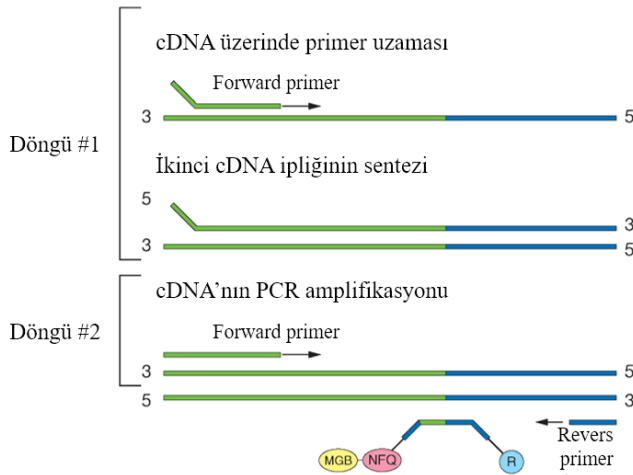 cDNA üzerinde primer uzaması
Forward primer
3
5
Döngü #1
İkinci cDNA ipliğinin sentezi
5
3
3
5
cDNA’nın PCR amplifikasyonu
Döngü #2
Forward primer
3
5
5
3
MGB
NFQ
R
Revers
primer